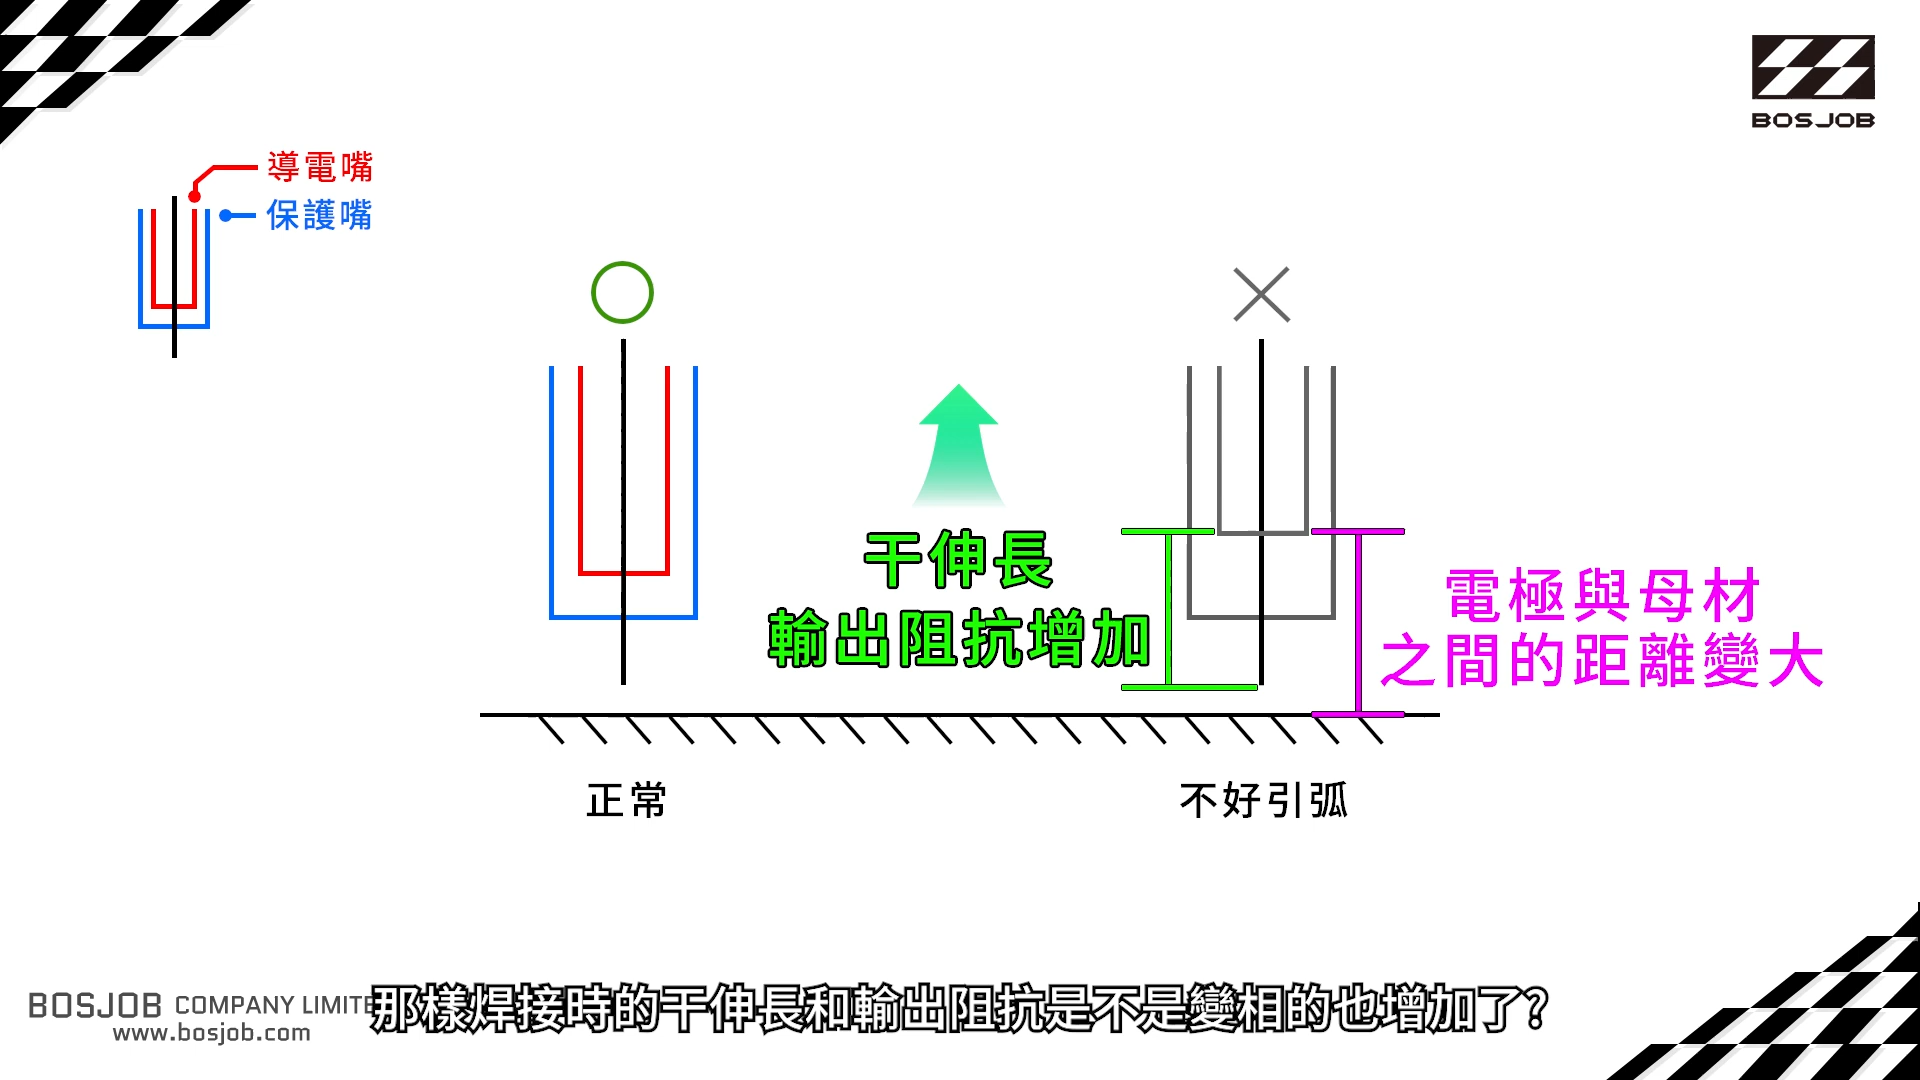 BOSJOB
導電嘴
保護嘴
干伸長
輸出阻抗增加
電極與母材
之間的距離變大
正常
不好引弧
BOSJOB COMPANY LIMITE
www.bosjob.com
那樣焊接時的干伸長和輸出阻抗是不是變相的也增加了?